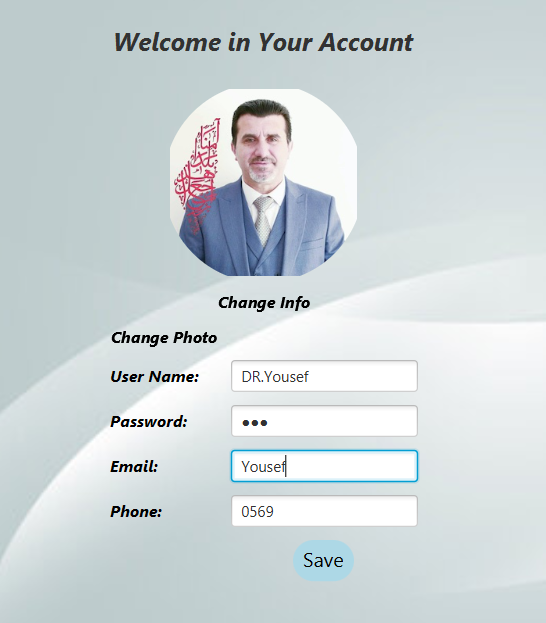 Welcome in Your Account
Change Info
Change Photo
User Name: DR.Yousef
Password: ●●●
Email: Yousef
Phone: 0569
Save